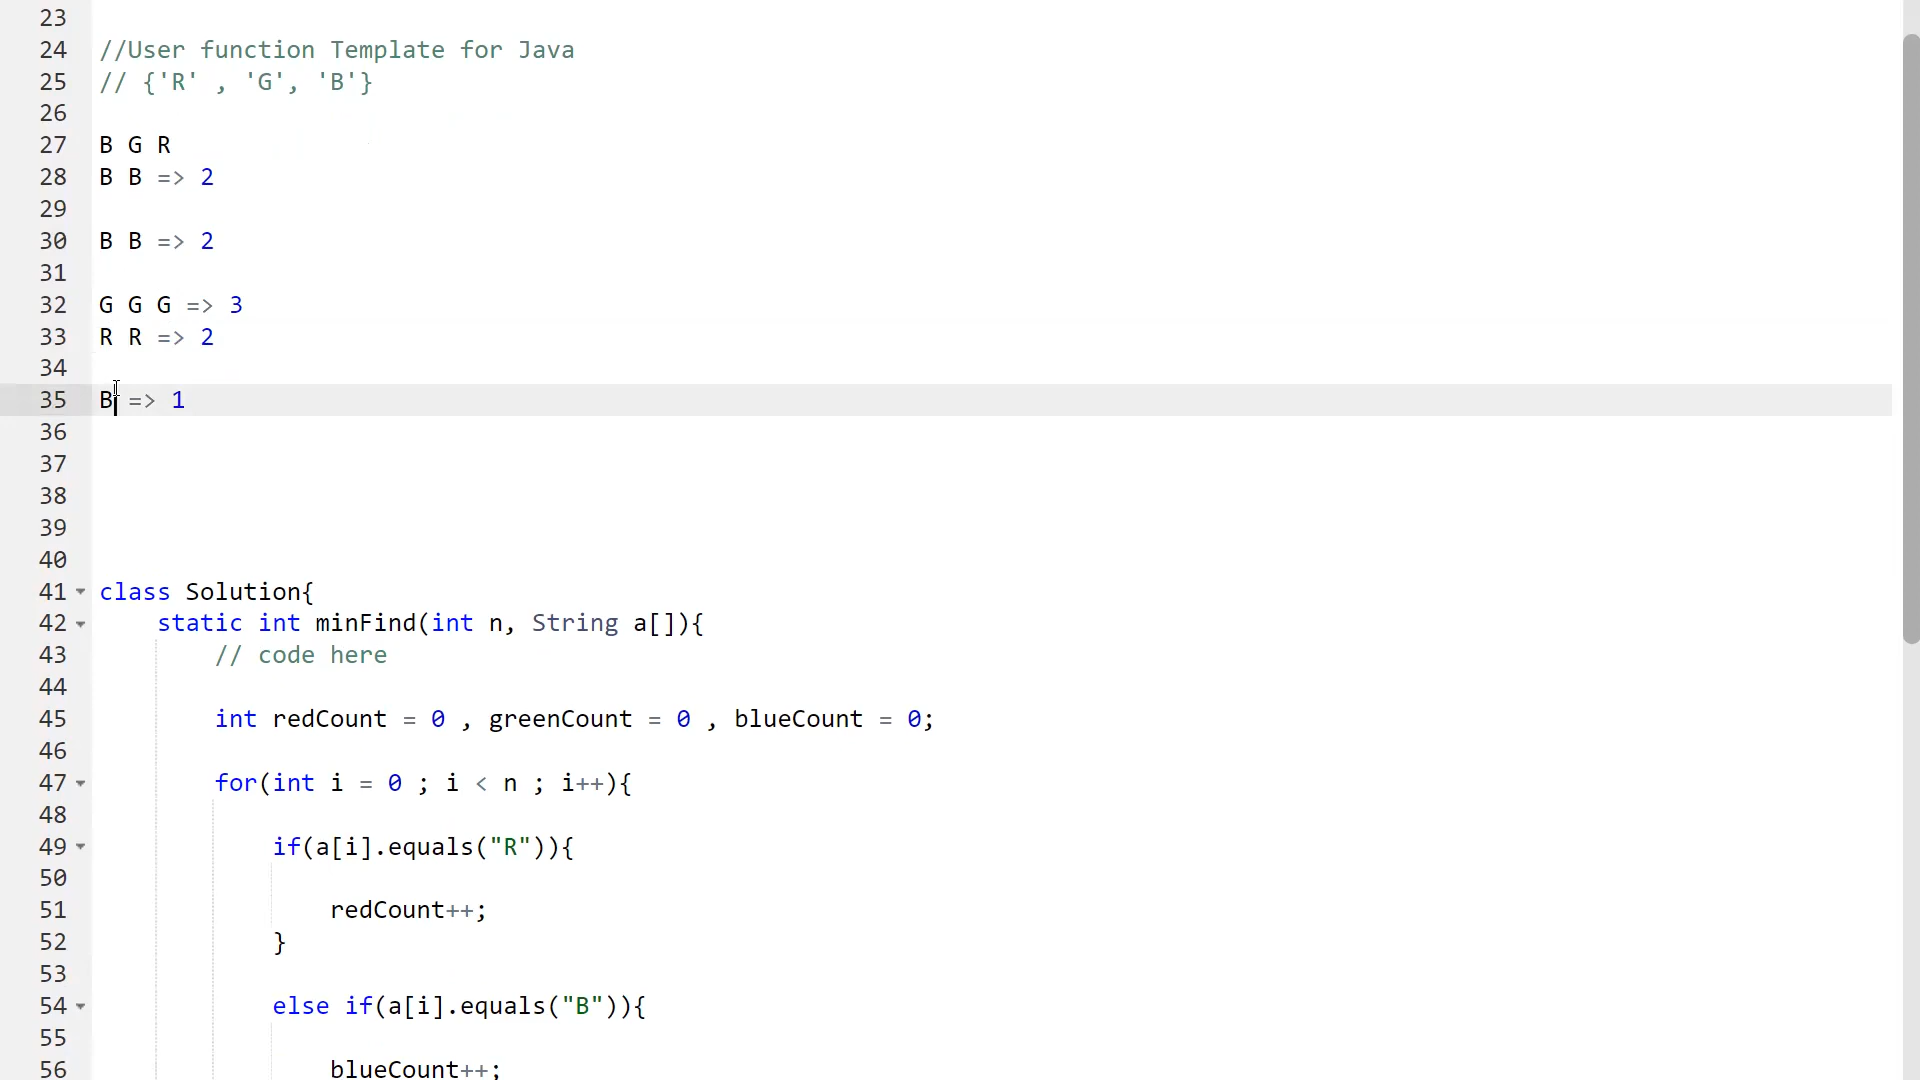 23
24 //User function Template for Java
25 // {'R' , 'G', 'B'}
26
27 B G R
28 B B => 2
29
30 B B => 2
31
32 G G G => 3
33 R R => 2
34
35 B => 1
36
37
38
39
40
41 class Solution{
42 static int minFind(int n, String a[]){
43 // code here
44
45 int redCount = 0 , greenCount = 0 , blueCount = 0;
46
47 for(int i = 0 ; i < n ; i++){
48
49 if(a[i].equals("R")){
50
51 redCount++;
52 }
53
54 else if(a[i].equals("B")){
55
56 blueCount++;